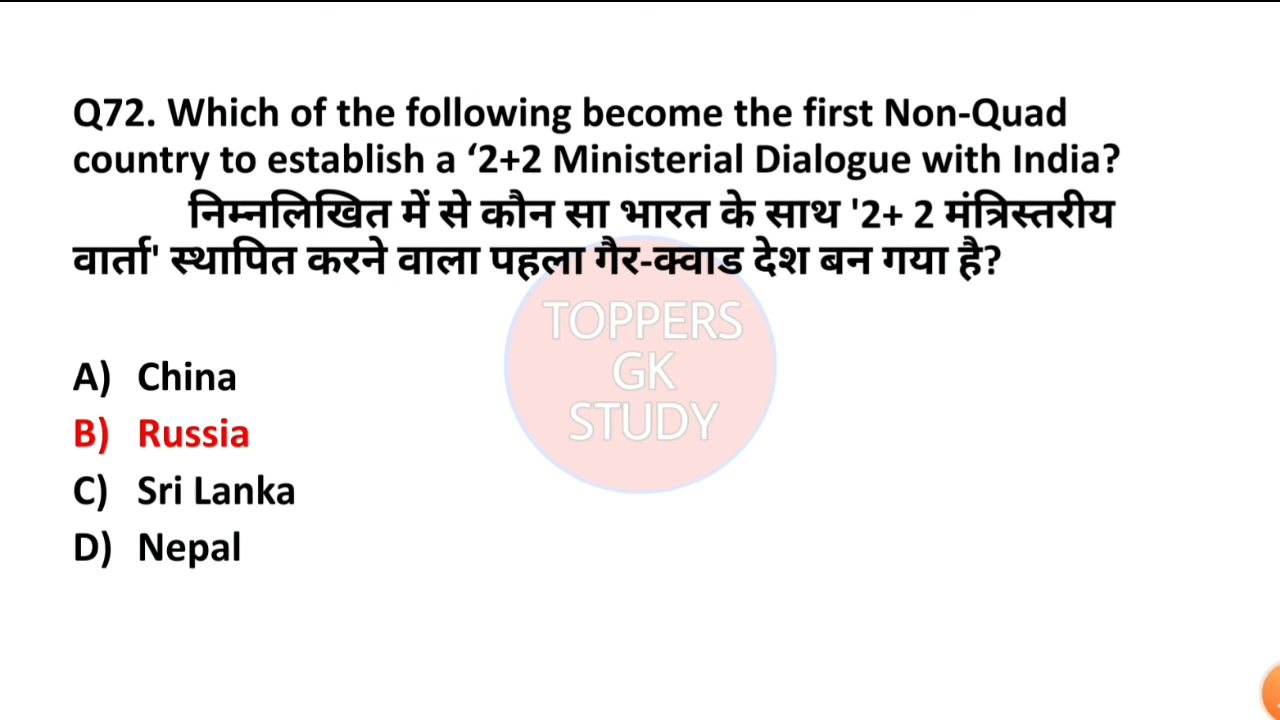 Q72. Which of the following become the first Non-Quad
country to establish a ‘2+2 Ministerial Dialogue with India?
निम्नलिखित में से कौन सा भारत के साथ '2+ 2 मंत्रिस्तरीय
वार्ता' स्थापित करने वाला पहला गैर-क्वाड देश बन गया है?
TOPPERS
GK
STUDY
A) China
B) Russia
C) Sri Lanka
D) Nepal